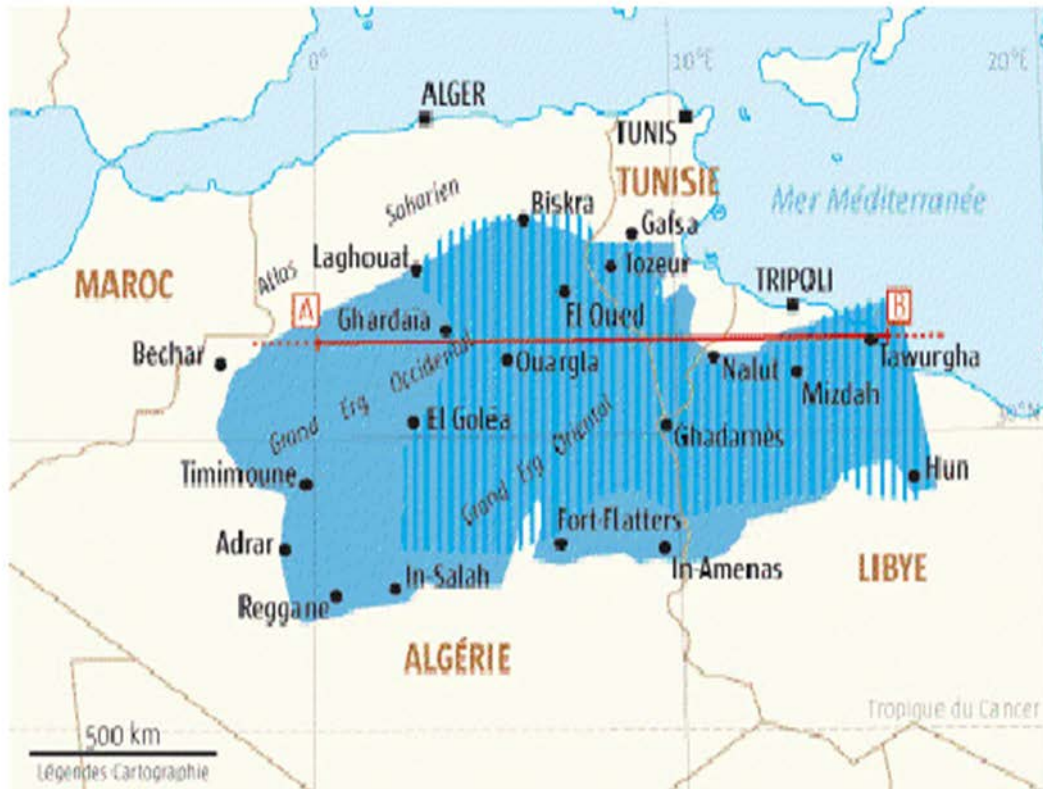 0°
10°E
20°E
ALGER
TUNIS
TUNISIE
Saharien
Biskra
Mer Méditerranée
Gafsa
Laghouat
Tozeur
Atlas
MAROC
TRIPOLI
A
B
Ghardaïa
El Oued
Bechar
Occidental
Ouargla
Nalut
Tawurgha
Mizdah
Erg
Grand
El Goléa
Oriental
Erg
Grand
Ghadamès
Timimoune
Hun
Fort-Flatters
Adrar
In-Amenas
LIBYE
In-Salah
Reggane
ALGÉRIE
Tropique du Cancer
500 km
Légendes Cartographie